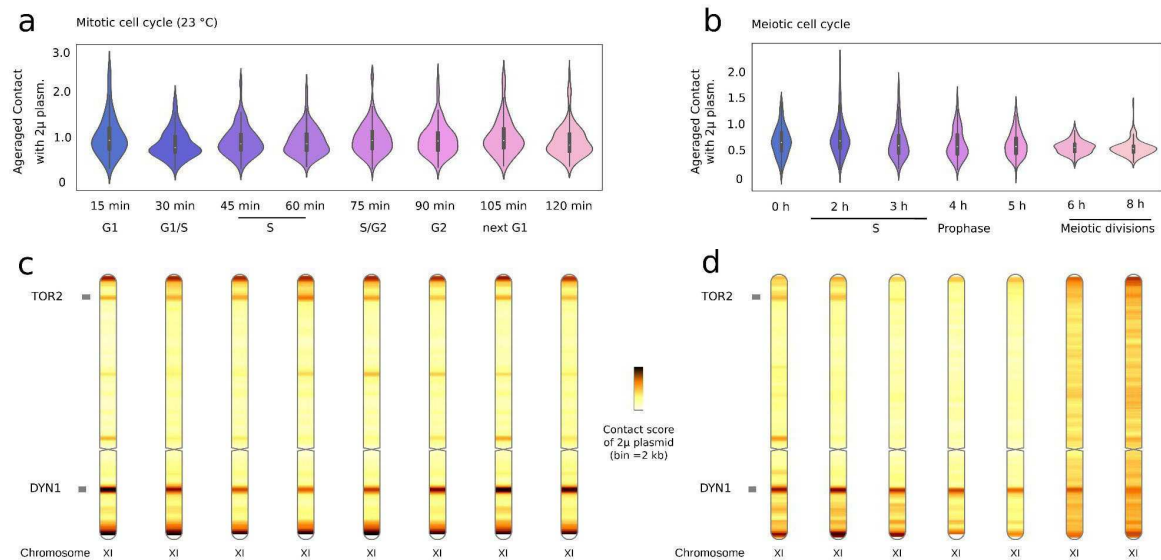 a
Mitotic cell cycle (23 °C)
Ageraged Contact
with 2μ plasm.
3.0
2.0
1.0
0
15 min 30 min 45 min 60 min 75 min 90 min 105 min 120 min
G1 G1/S S S/G2 G2 next G1
b
Meiotic cell cycle
Ageraged Contact
with 2μ plasm.
2.0
1.5
1.0
0.5
0
0 h 2 h 3 h 4 h 5 h 6 h 8 h
S Prophase Meiotic divisions
c
TOR2
DYN1
Chromosome XI XI XI XI XI XI XI XI
Contact score
of 2μ plasmid
(bin =2 kb)
d
TOR2
DYN1
Chromosome XI XI XI XI XI XI XI